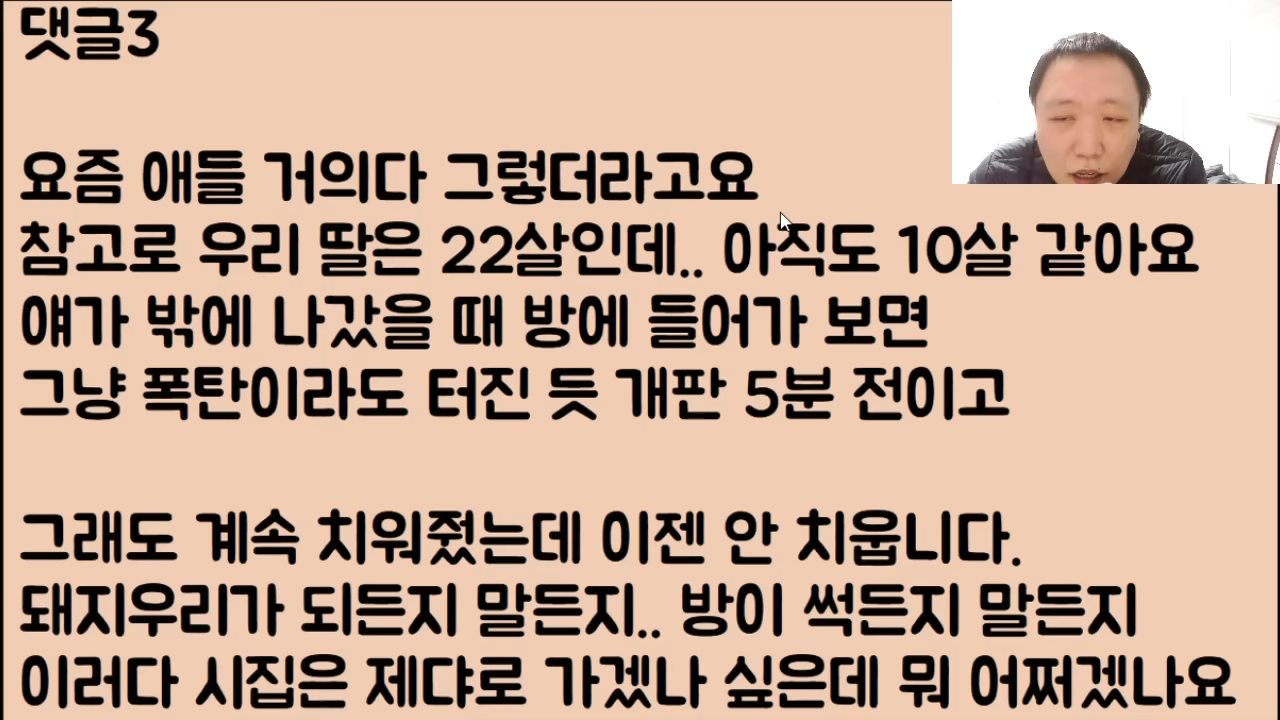 댓글3
요즘 애들 거의다 그렇더라고요
참고로 우리 딸은 22살인데.. 아직도 10살 같아요
얘가 밖에 나갔을 때 방에 들어가 보면
그냥 폭탄이라도 터진 듯 개판 5분 전이고
그래도 계속 치워줬는데 이젠 안 치웁니다.
돼지우리가 되든지 말든지.. 방이 썩든지 말든지
이러다 시집은 제댜로 가겠나 싶은데 뭐 어쩌겠나요